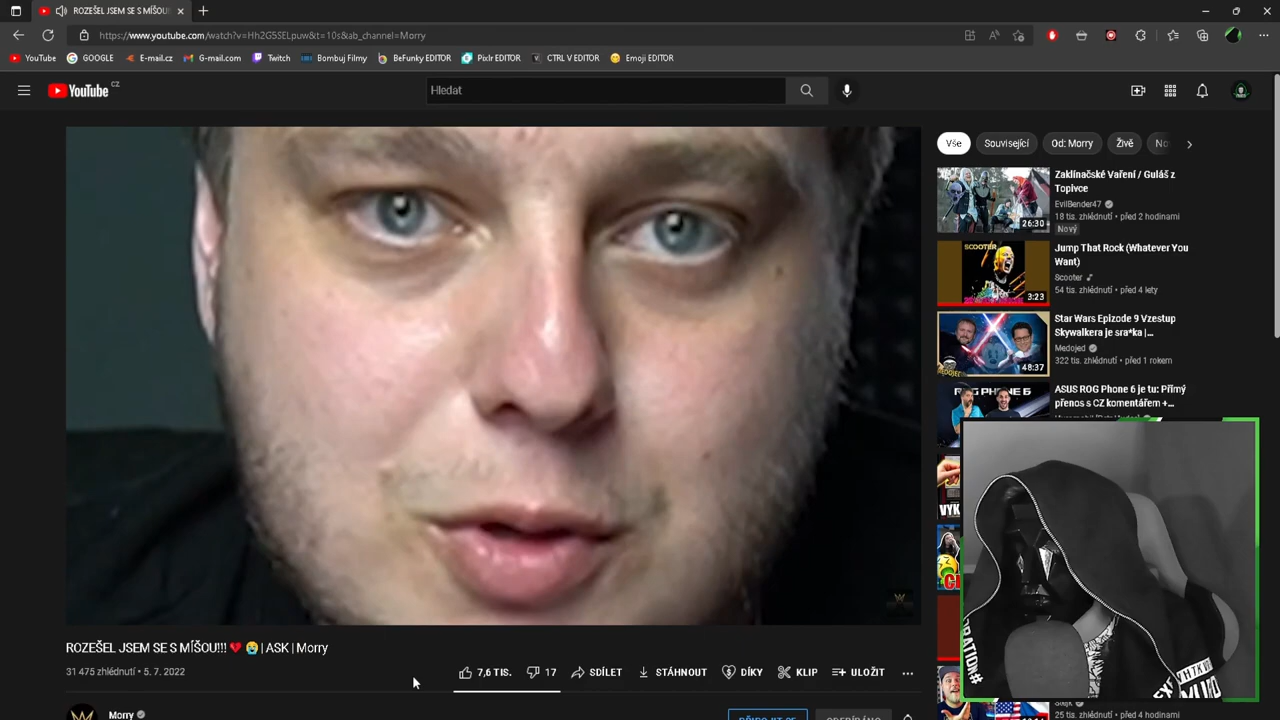 ROZEŠEL JSEM SE S MÍŠOU
https://www.youtube.com/watch?v=Hh2G5SELpuw&t=10s&ab_channel=Morry
YouTube GOOGLE E-mail.cz G-mail.com Twitch Bombuj Filmy BeFunky EDITOR Pixlr EDITOR CTRL V EDITOR Emoji EDITOR
YouTube CZ
Hledat
Vše Související Od: Morry Živě
Zaklínačské Vaření / Guláš z
Topivce
EvilBender47
18 tis. zhlédnutí • před 2 hodinami
Nový
26:30
SCOOTER
Jump That Rock (Whatever You
Want)
Scooter
54 tis. zhlédnutí • před 4 lety
3:23
Star Wars Epizode 9 Vzestup
Skywalkera je sra*ka |...
Medojed
322 tis. zhlédnutí • před 1 rokem
48:37
ASUS ROG Phone 6 je tu: Přímý
přenos s CZ komentářem +...
ROZEŠEL JSEM SE S MÍŠOU!!! 💔 😭 | ASK | Morry
31 475 zhlédnutí • 5. 7. 2022
7,6 TIS. 17 SDÍLET STÁHNOUT DÍKY KLIP ULOŽIT
Morry
25 tis. zhlédnutí • před 4 hodinami